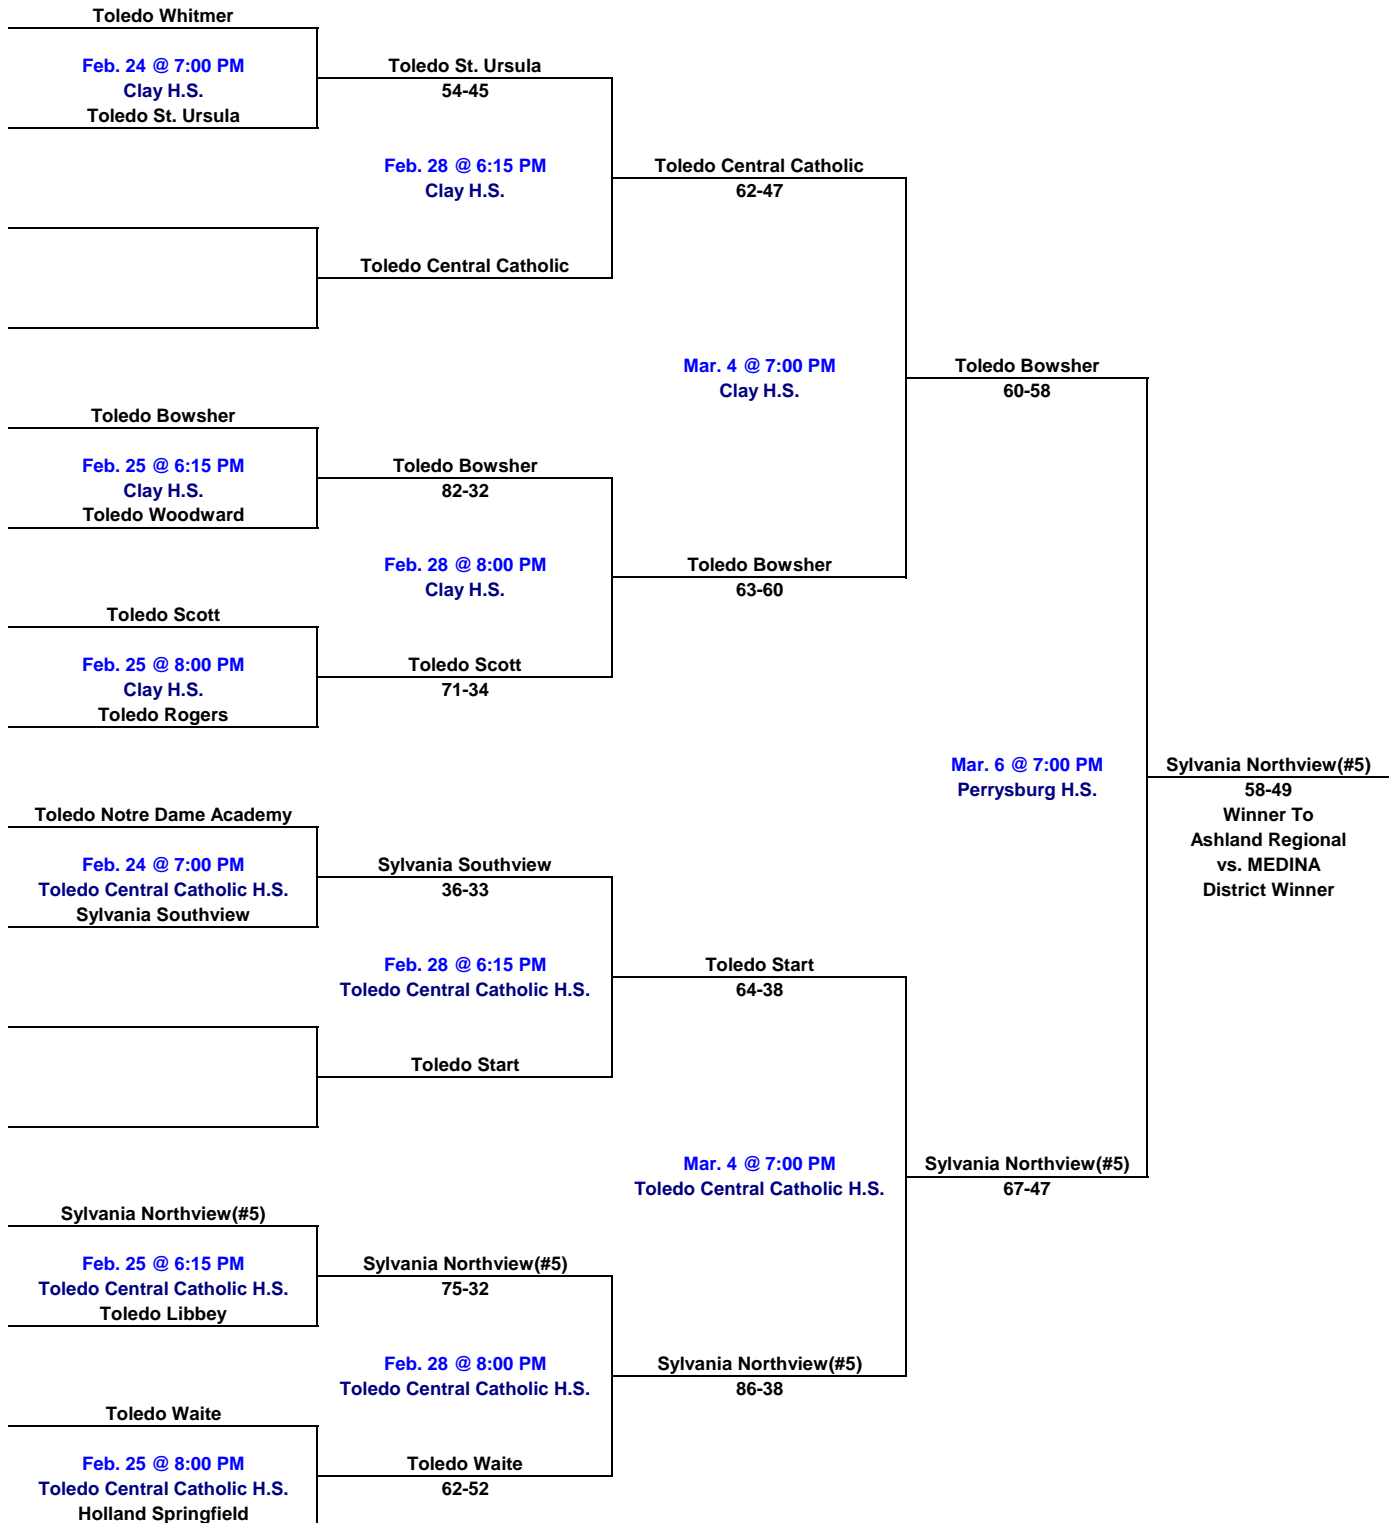 Toledo Whitmer
Feb. 24 @ 7:00 PM
Clay H.S.
Toledo St. Ursula
Toledo St. Ursula
54-45
Feb. 28 @ 6:15 PM
Clay H.S.
Toledo Central Catholic
62-47
Toledo Central Catholic
Mar. 4 @ 7:00 PM
Clay H.S.
Toledo Bowsher
60-58
Toledo Bowsher
Feb. 25 @ 6:15 PM
Clay H.S.
Toledo Woodward
Toledo Bowsher
82-32
Feb. 28 @ 8:00 PM
Clay H.S.
Toledo Bowsher
63-60
Toledo Scott
Feb. 25 @ 8:00 PM
Clay H.S.
Toledo Rogers
Toledo Scott
71-34
Mar. 6 @ 7:00 PM
Perrysburg H.S.
Sylvania Northview(#5)
58-49
Winner To
Ashland Regional
vs. MEDINA
District Winner
Toledo Notre Dame Academy
Feb. 24 @ 7:00 PM
Toledo Central Catholic H.S.
Sylvania Southview
Sylvania Southview
36-33
Feb. 28 @ 6:15 PM
Toledo Central Catholic H.S.
Toledo Start
64-38
Toledo Start
Mar. 4 @ 7:00 PM
Toledo Central Catholic H.S.
Sylvania Northview(#5)
67-47
Sylvania Northview(#5)
Feb. 25 @ 6:15 PM
Toledo Central Catholic H.S.
Toledo Libbey
Sylvania Northview(#5)
75-32
Feb. 28 @ 8:00 PM
Toledo Central Catholic H.S.
Sylvania Northview(#5)
86-38
Toledo Waite
Feb. 25 @ 8:00 PM
Toledo Central Catholic H.S.
Holland Springfield
Toledo Waite
62-52